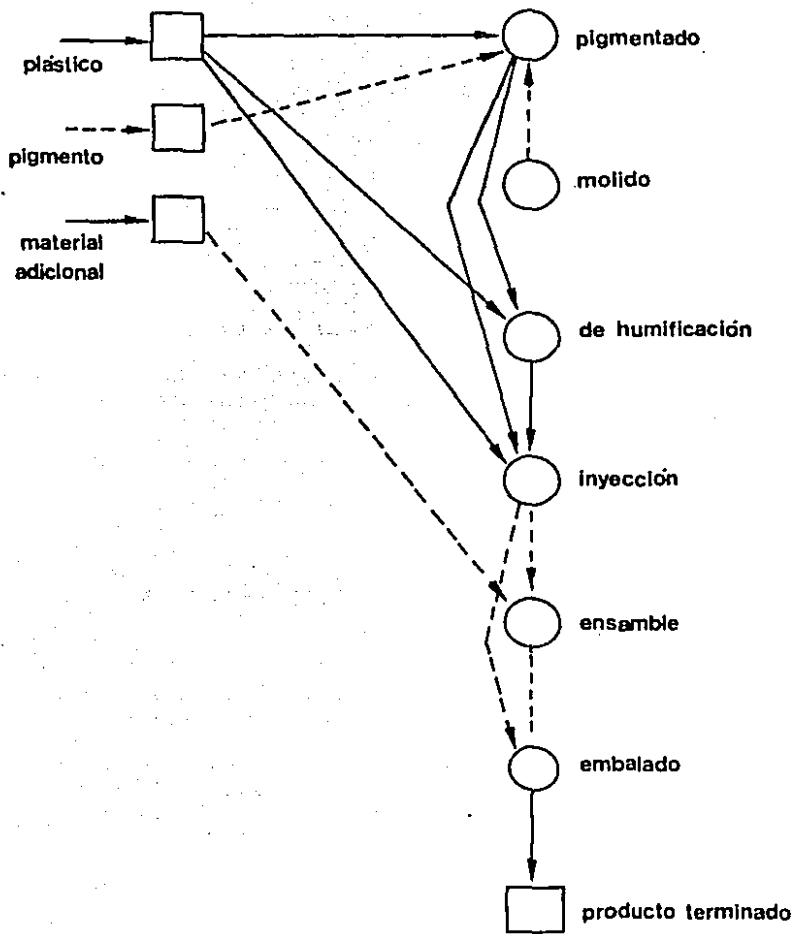 plástico
pigmentado
pigmento
molido
material
adicional
de humificación
inyección
ensamble
embalado
producto terminado